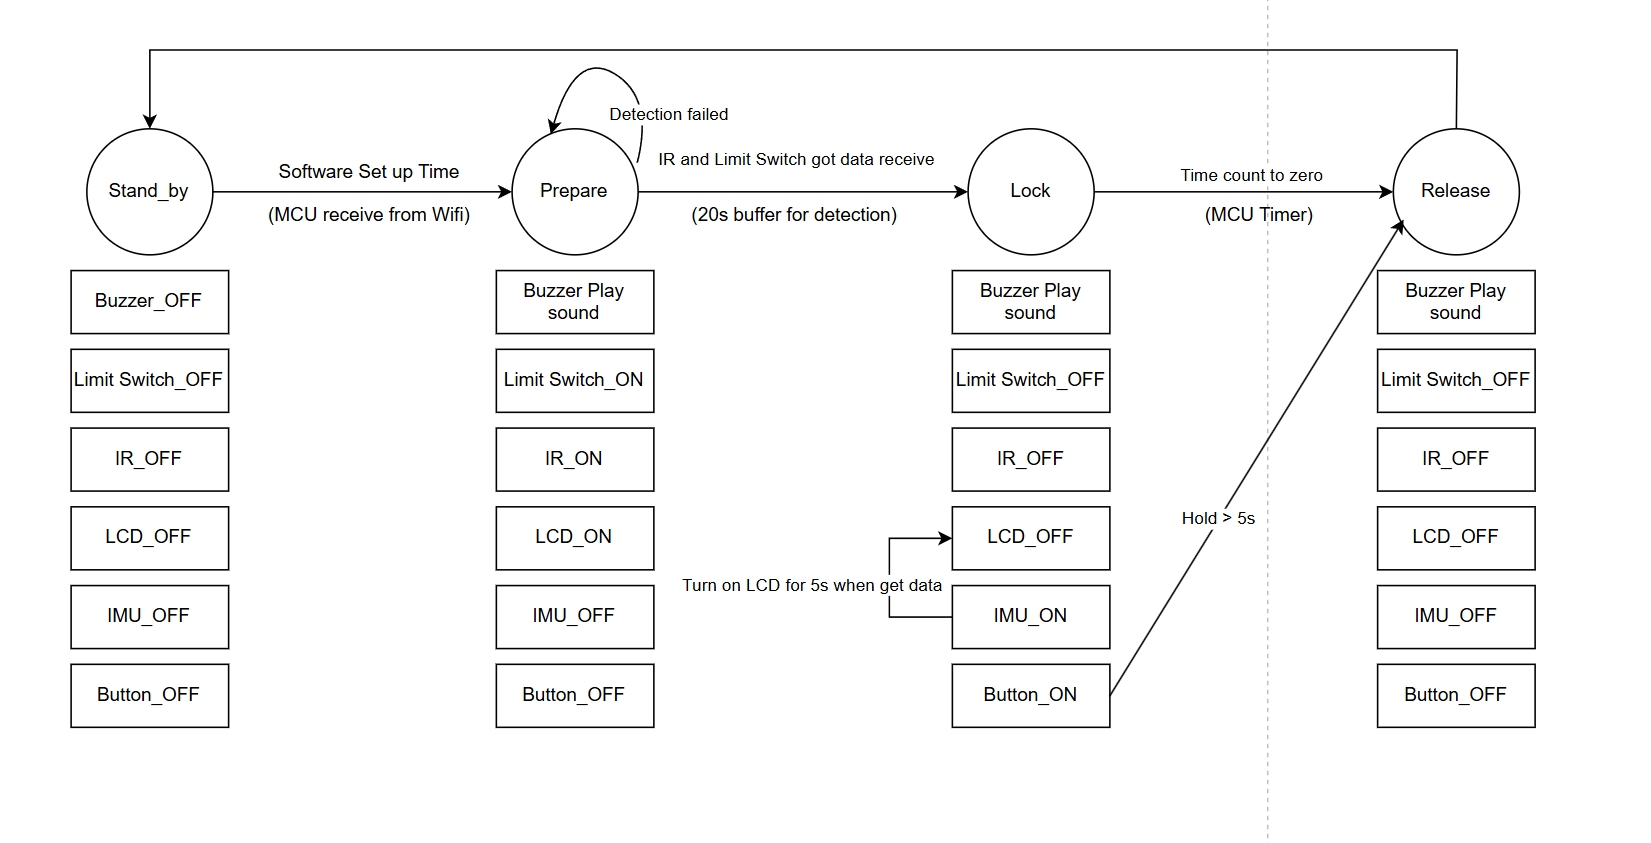 Detection failed
IR and Limit Switch got data receive
Software Set up Time
Time count to zero
Stand_by
Prepare
Lock
Release
(MCU receive from Wifi)
(20s buffer for detection)
(MCU Timer)
Buzzer_OFF
Limit Switch_OFF
IR_OFF
LCD_OFF
IMU_OFF
Button_OFF
Buzzer Play
sound
Limit Switch_ON
IR_ON
LCD_ON
IMU_OFF
Button_OFF
Turn on LCD for 5s when get data
Buzzer Play
sound
Limit Switch_OFF
IR_OFF
LCD_OFF
IMU_ON
Button_ON
Hold > 5s
Buzzer Play
sound
Limit Switch_OFF
IR_OFF
LCD_OFF
IMU_OFF
Button_OFF